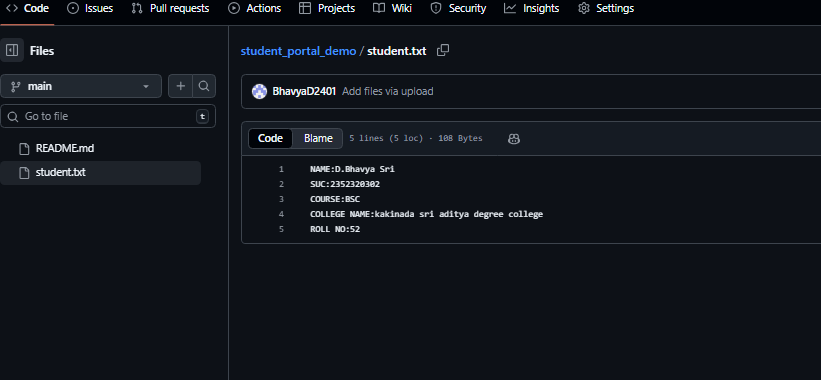 Code Issues Pull requests Actions Projects Wiki Security Insights Settings
Files
main
Go to file t
README.md
student.txt
student_portal_demo / student.txt
BhavyaD2401 Add files via upload
Code Blame 5 lines (5 loc) · 108 Bytes
1 NAME:D.Bhavya Sri
2 SUC:2352320302
3 COURSE:BSC
4 COLLEGE NAME:kakinada sri aditya degree college
5 ROLL NO:52